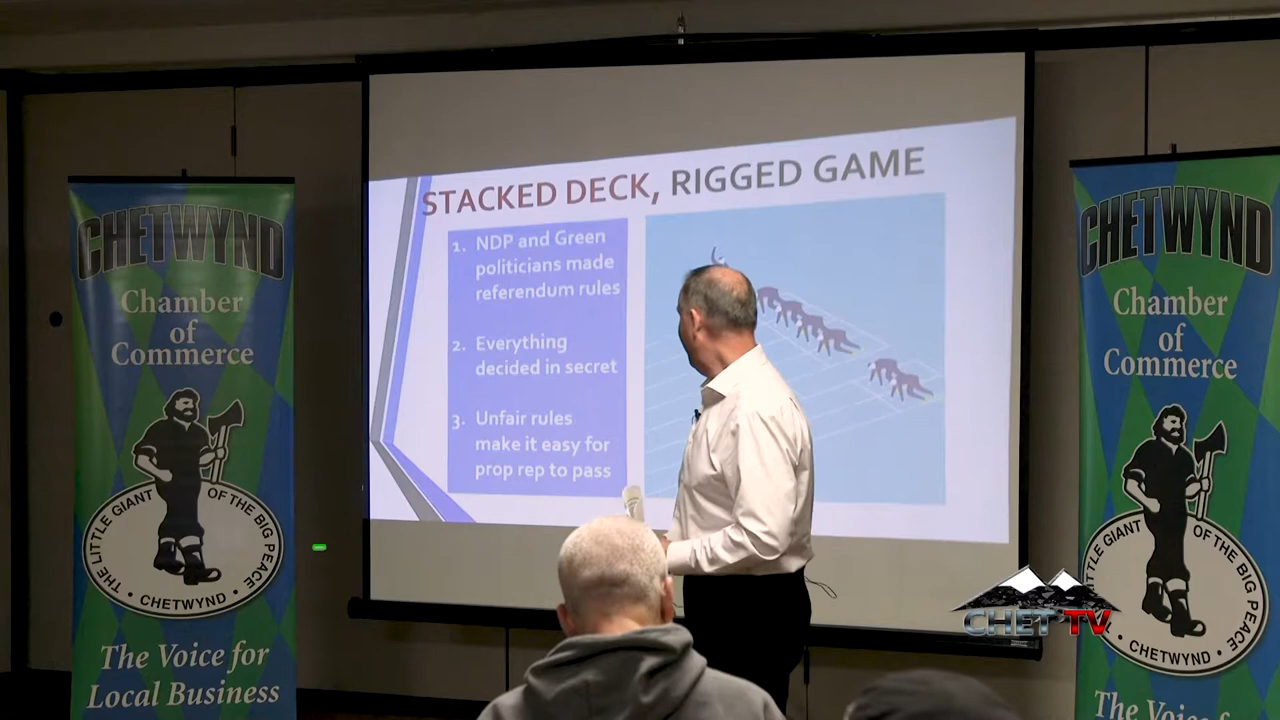 STACKED DECK, RIGGED GAME
1. NDP and Green
politicians made
referendum rules
2. Everything
decided in secret
3. Unfair rules
make it easy for
prop rep to pass
CHETWYND
Chamber
of
Commerce
THE LITTLE GIANT OF THE BIG PEACE
• CHETWYND •
The Voice for
Local Business
CHETWYND
Chamber
of
Commerce
OF THE BIG PEACE
• CHETWYND •
The Voice
CHET TV